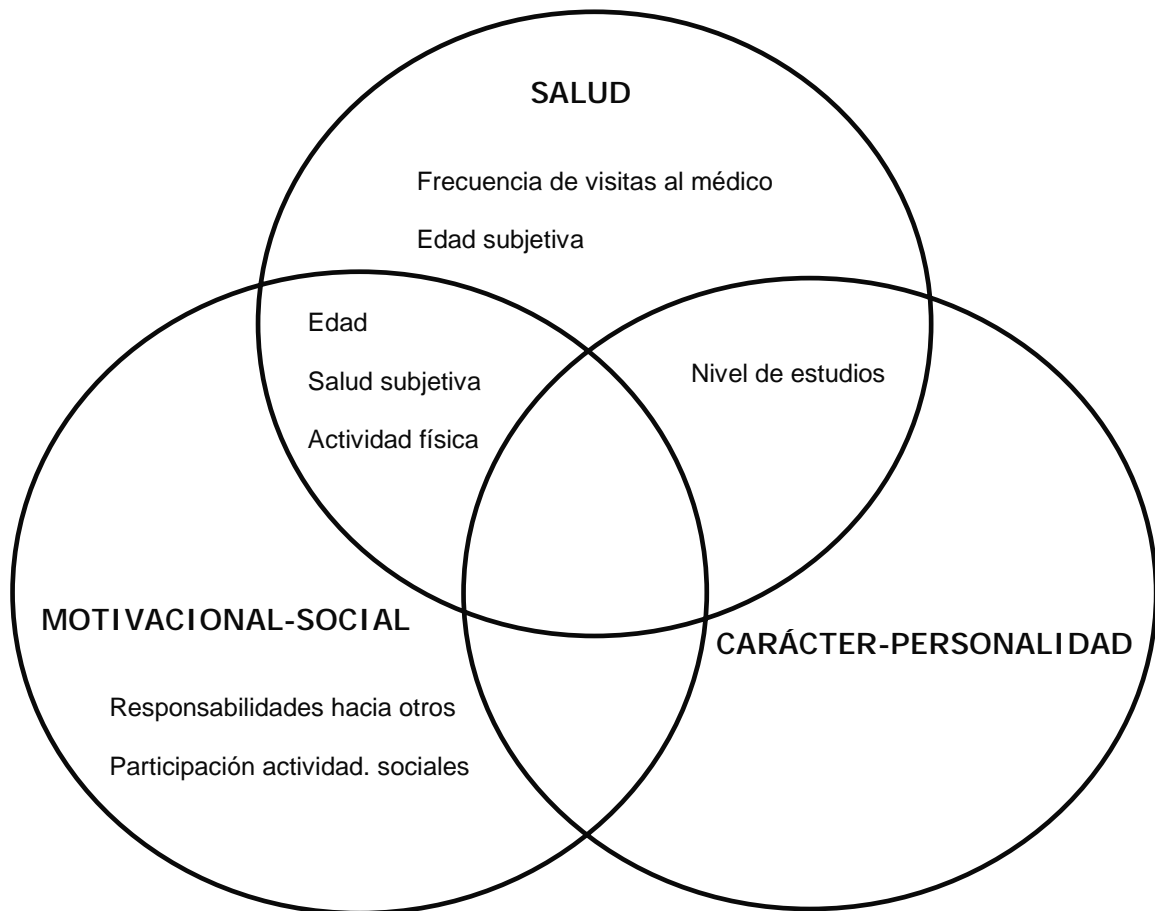 SALUD
Frecuencia de visitas al médico
Edad subjetiva
Edad
Salud subjetiva
Actividad física
Nivel de estudios
MOTIVACIONAL-SOCIAL
Responsabilidades hacia otros
Participación actividad. sociales
CARÁCTER-PERSONALIDAD